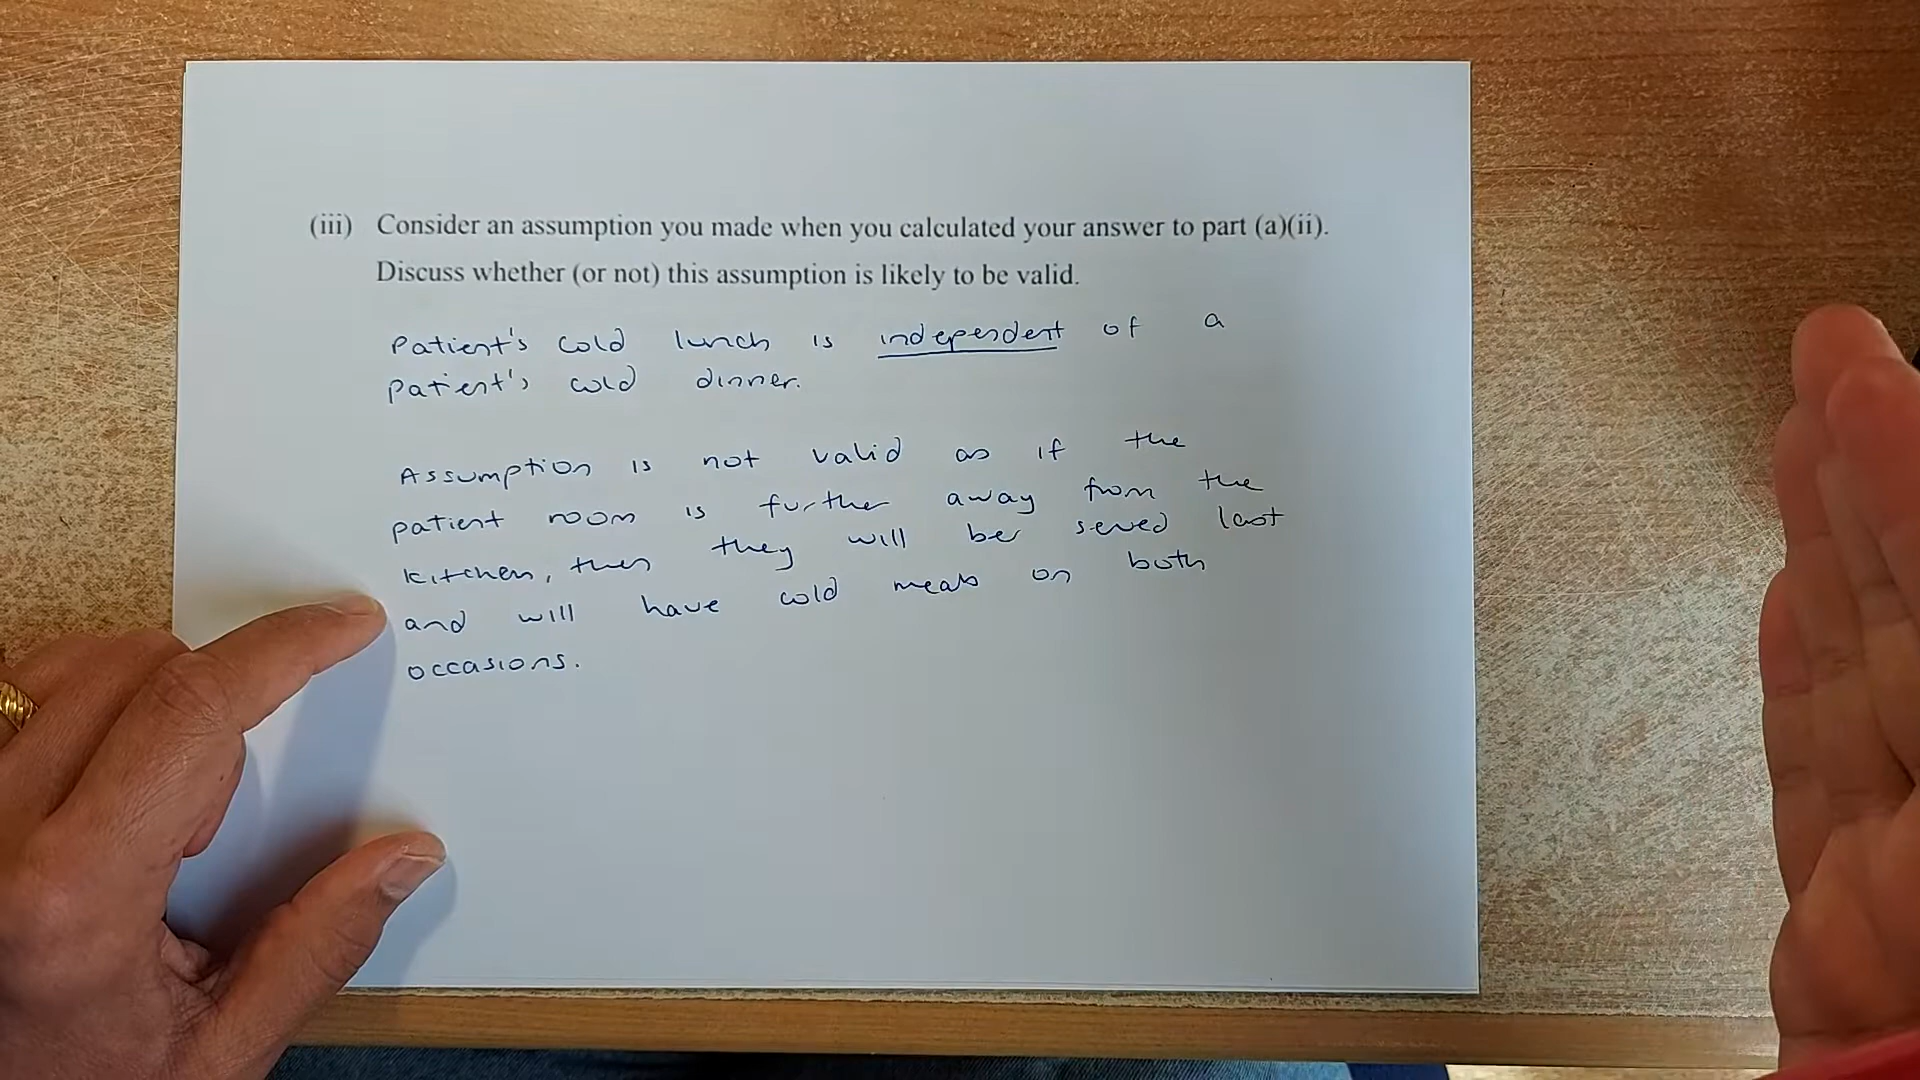 (iii) Consider an assumption you made when you calculated your answer to part (a)(ii).
Discuss whether (or not) this assumption is likely to be valid.
Patient's cold lunch is independent of a
patient's cold dinner.
Assumption is not valid as if the
patient room is further away from the
kitchen, then they will be served last
and will have cold meals on both
occasions.